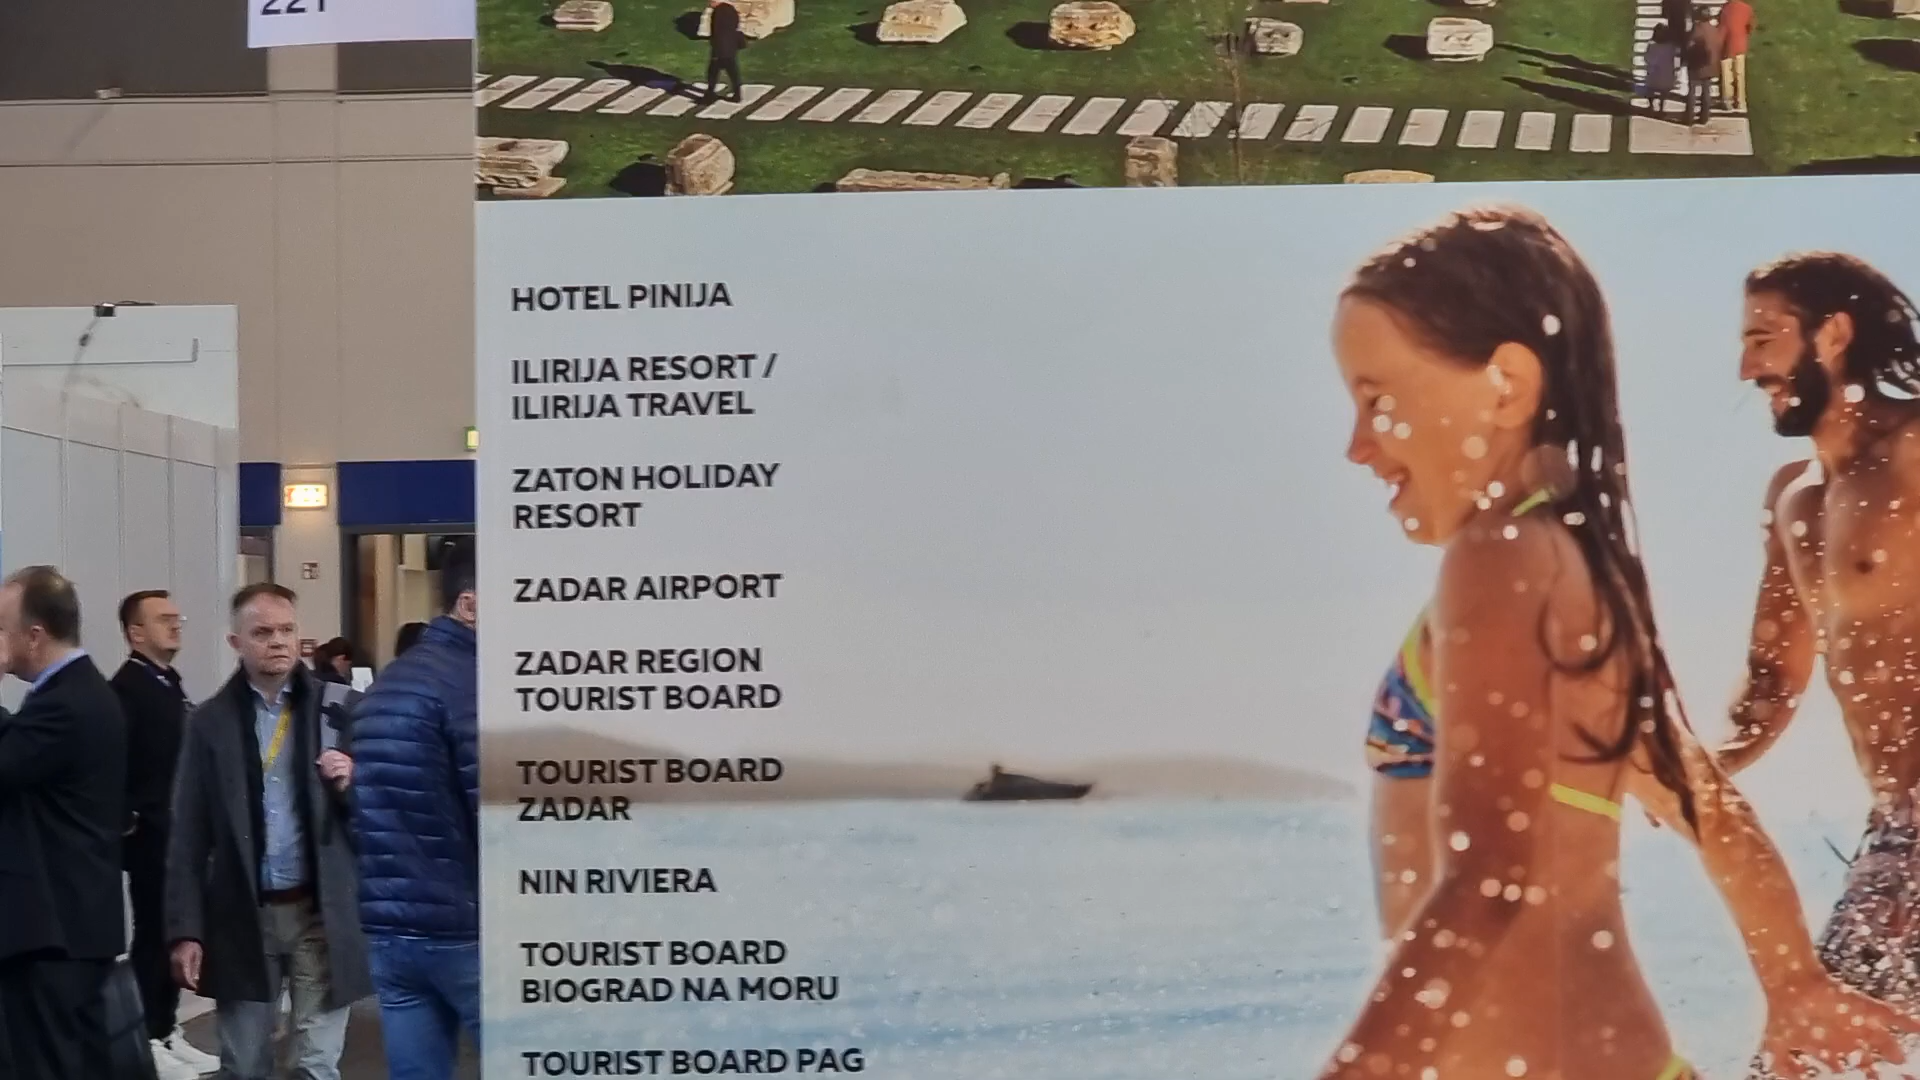 221
HOTEL PINIJA
ILIRIJA RESORT /
ILIRIJA TRAVEL
ZATON HOLIDAY
RESORT
ZADAR AIRPORT
ZADAR REGION
TOURIST BOARD
TOURIST BOARD
ZADAR
NIN RIVIERA
TOURIST BOARD
BIOGRAD NA MORU
TOURIST BOARD PAG